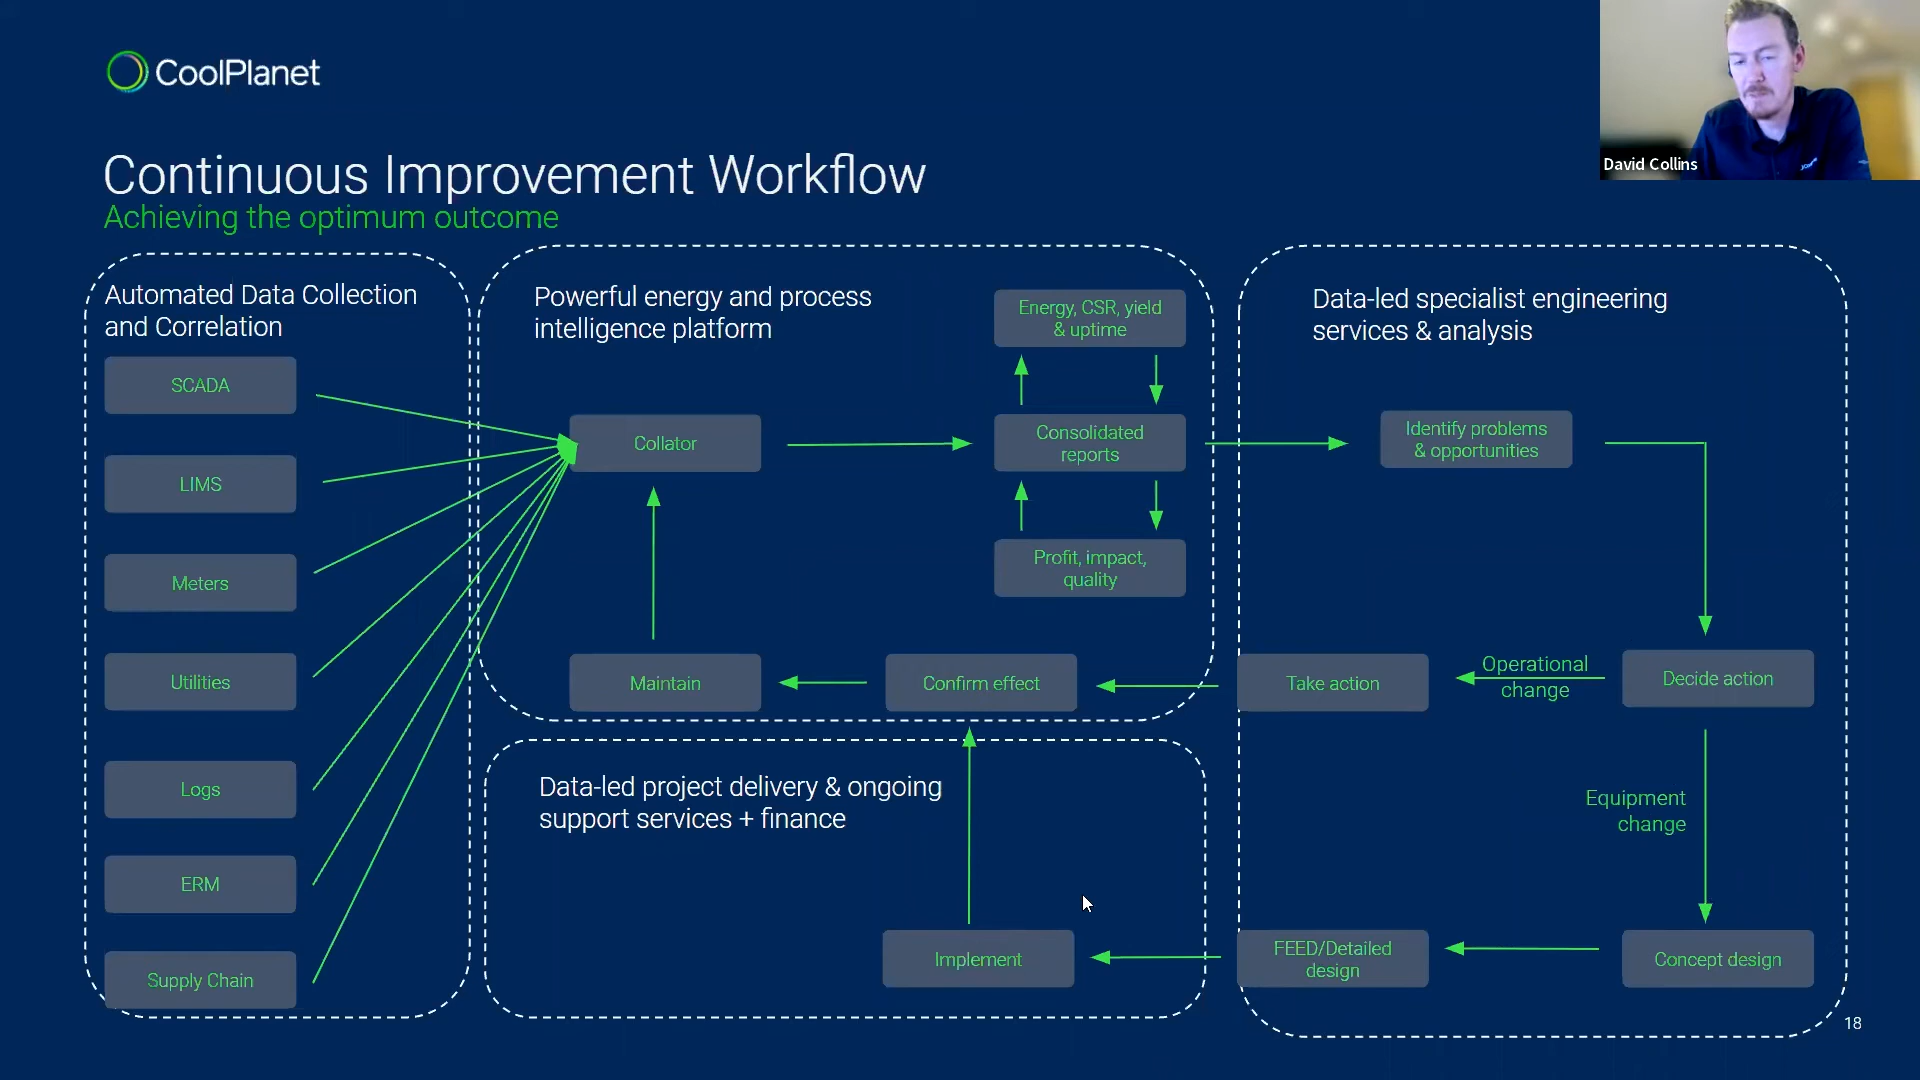 CoolPlanet
David Collins
Continuous Improvement Workflow
Achieving the optimum outcome
Automated Data Collection
and Correlation
SCADA
LIMS
Meters
Utilities
Logs
ERM
Supply Chain
Powerful energy and process
intelligence platform
Energy, CSR, yield
& uptime
Collator
Consolidated
reports
Profit, impact,
quality
Maintain
Confirm effect
Data-led project delivery & ongoing
support services + finance
Implement
Data-led specialist engineering
services & analysis
Identify problems
& opportunities
Take action
Operational
change
Decide action
Equipment
change
FEED/Detailed
design
Concept design
18